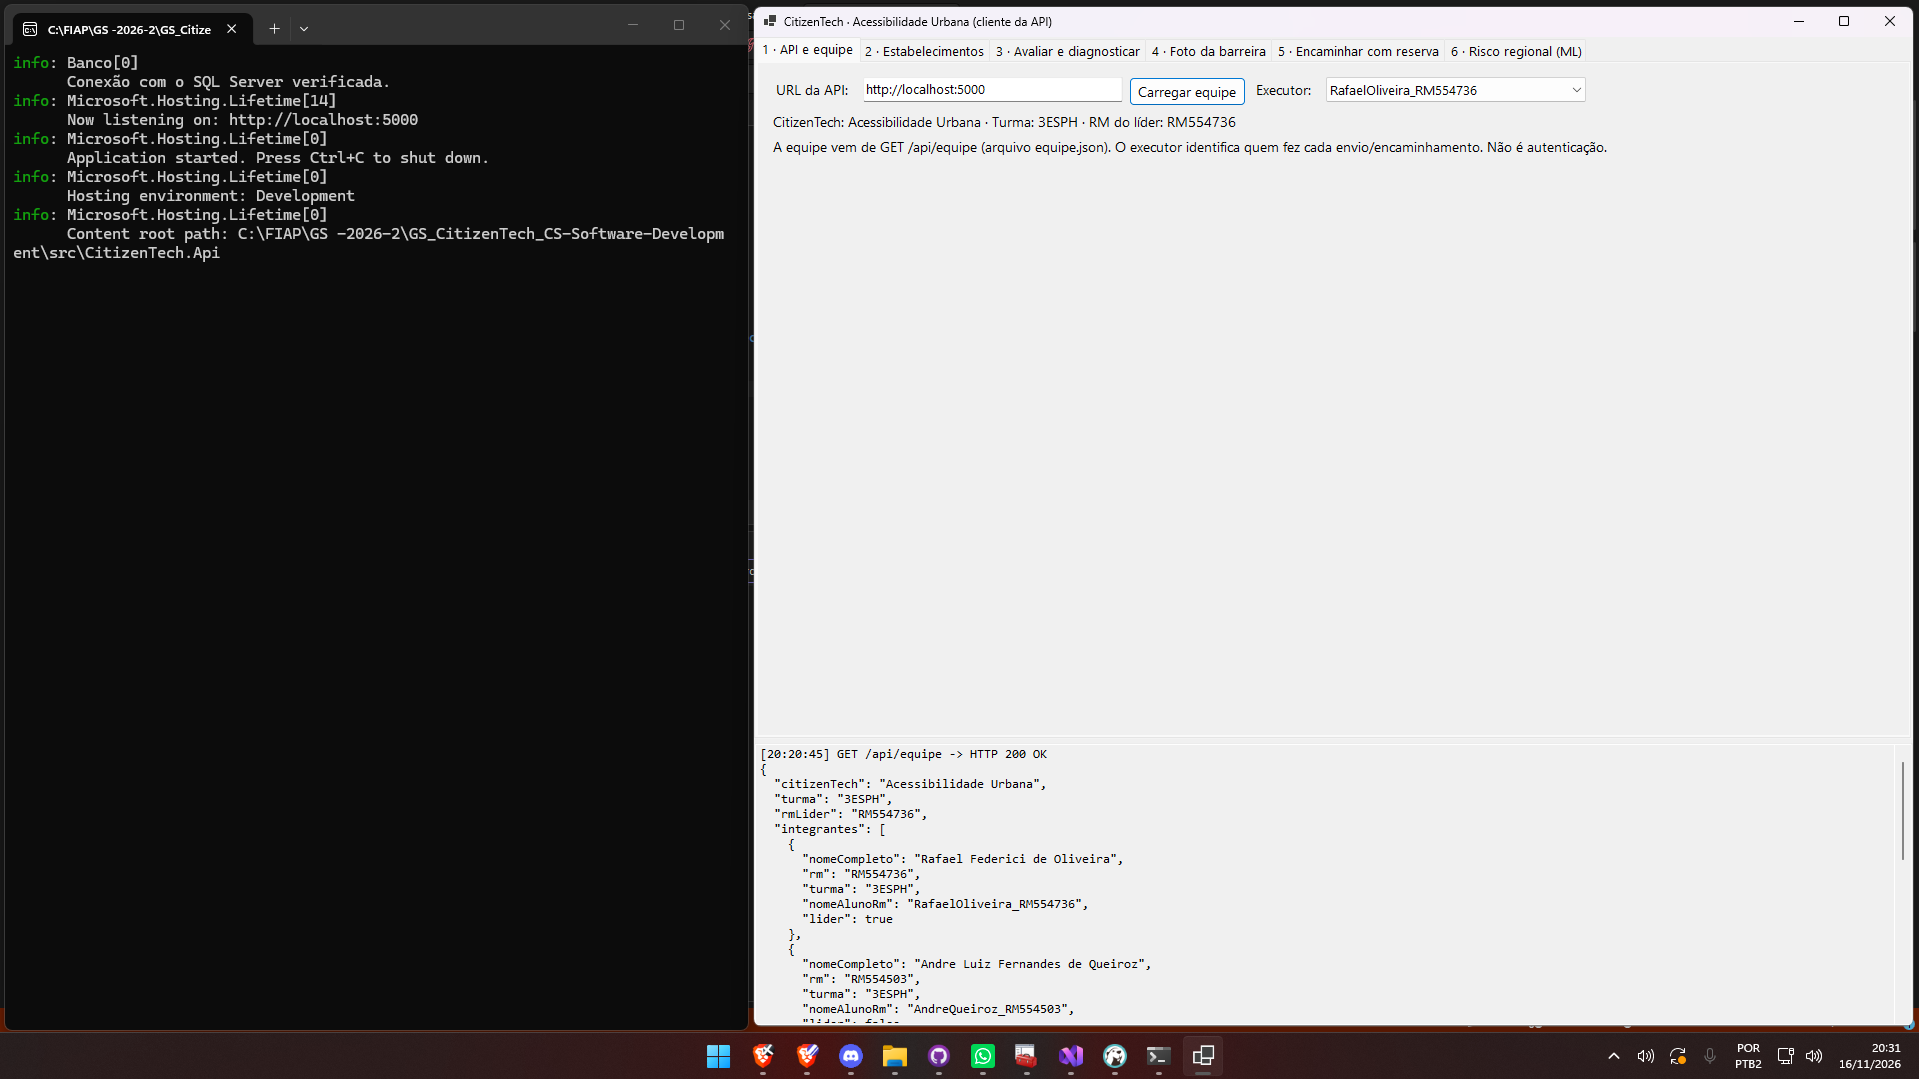 C:\FIAP\GS -2026-2\GS_Citize
info: Banco[0]
Conexão com o SQL Server verificada.
info: Microsoft.Hosting.Lifetime[14]
Now listening on: http://localhost:5000
info: Microsoft.Hosting.Lifetime[0]
Application started. Press Ctrl+C to shut down.
info: Microsoft.Hosting.Lifetime[0]
Hosting environment: Development
info: Microsoft.Hosting.Lifetime[0]
Content root path: C:\FIAP\GS -2026-2\GS_CitizenTech_CS-Software-Developm
ent\src\CitizenTech.Api
CitizenTech · Acessibilidade Urbana (cliente da API)
1 · API e equipe 2 · Estabelecimentos 3 · Avaliar e diagnosticar 4 · Foto da barreira 5 · Encaminhar com reserva 6 · Risco regional (ML)
URL da API: http://localhost:5000 Carregar equipe Executor: RafaelOliveira_RM554736
CitizenTech: Acessibilidade Urbana · Turma: 3ESPH · RM do líder: RM554736
A equipe vem de GET /api/equipe (arquivo equipe.json). O executor identifica quem fez cada envio/encaminhamento. Não é autenticação.
[20:20:45] GET /api/equipe -> HTTP 200 OK
{
"citizenTech": "Acessibilidade Urbana",
"turma": "3ESPH",
"rmLider": "RM554736",
"integrantes": [
{
"nomeCompleto": "Rafael Federici de Oliveira",
"rm": "RM554736",
"turma": "3ESPH",
"nomeAlunoRm": "RafaelOliveira_RM554736",
"lider": true
},
{
"nomeCompleto": "Andre Luiz Fernandes de Queiroz",
"rm": "RM554503",
"turma": "3ESPH",
"nomeAlunoRm": "AndreQueiroz_RM554503",
POR
PTB2
20:31
16/11/2026